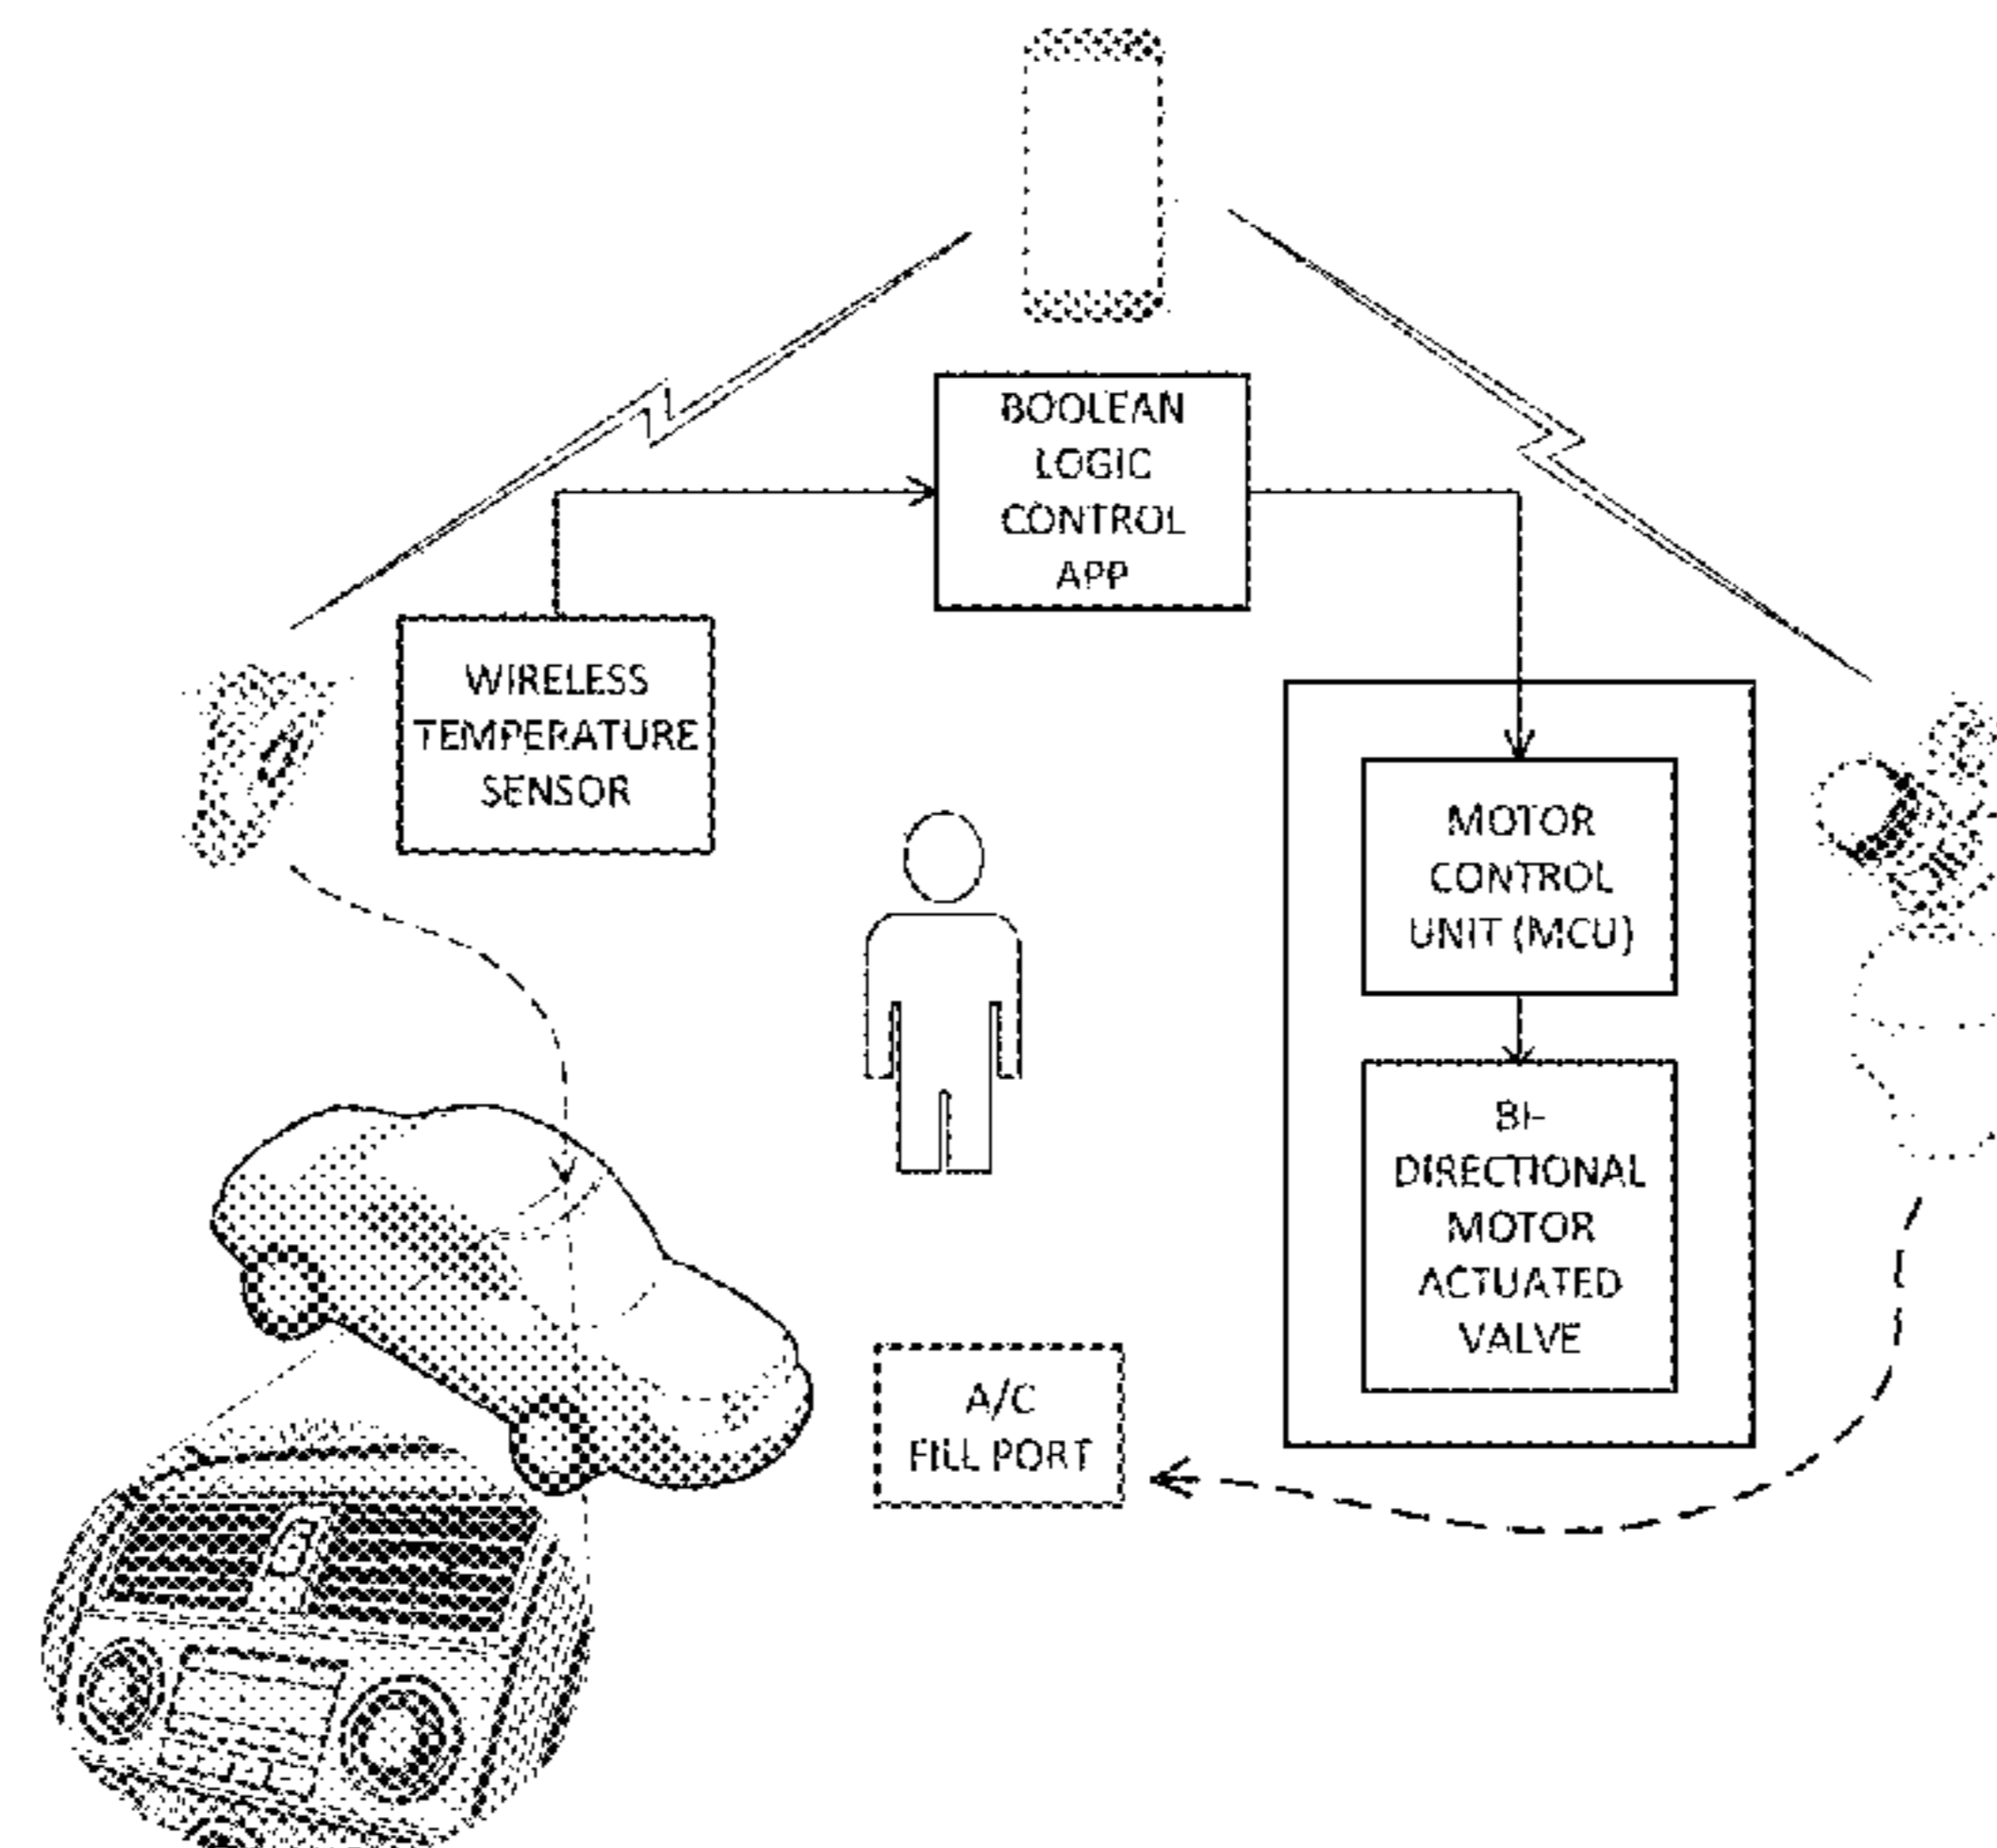 BOOLEAN
LOGIC
CONTROL
APP
WIRELESS
TEMPERATURE
SENSOR
MOTOR
CONTROL
UNIT (MCU)
BI-
DIRECTIONAL
MOTOR
ACTUATED
VALVE
A/C
FILL PORT